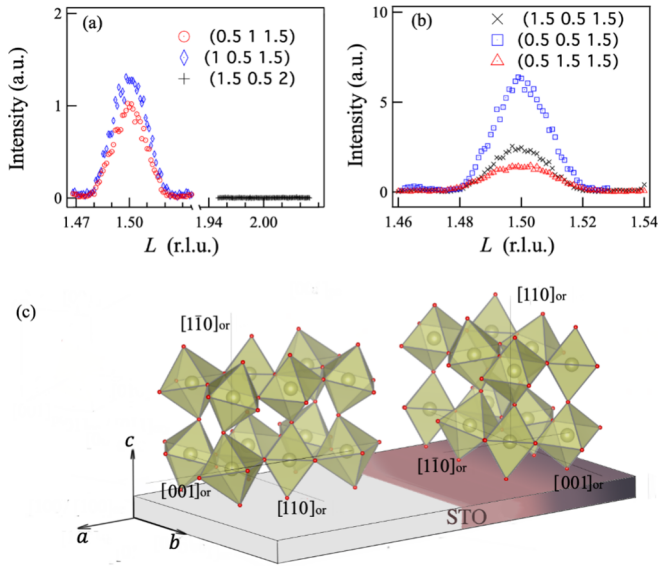 (a)
(0.5 1 1.5)
(1 0.5 1.5)
(1.5 0.5 2)
Intensity (a.u.)
2
1
0
1.47
1.50
1.94
2.00
L (r.l.u.)
(b)
(1.5 0.5 1.5)
(0.5 0.5 1.5)
(0.5 1.5 1.5)
Intensity (a.u.)
10
5
0
1.46
1.48
1.50
1.52
1.54
L (r.l.u.)
(c)
[11̄0]or
[110]or
[001]or
[110]or
[11̄0]or
[001]or
c
a
b
STO